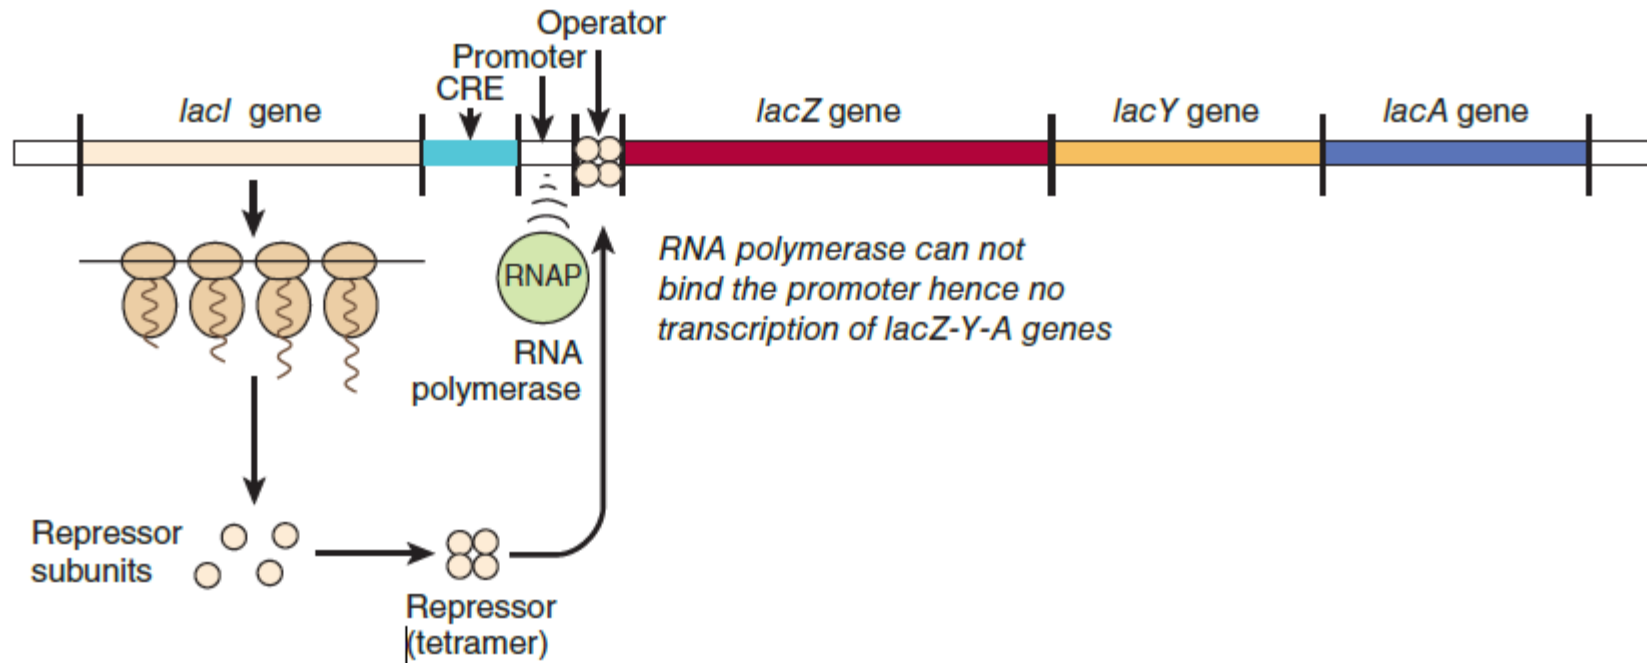 Operator
Promoter
CRE
lacI gene
lacZ gene
lacY gene
lacA gene
RNAP
RNA
polymerase
RNA polymerase can not
bind the promoter hence no
transcription of lacZ-Y-A genes
Repressor
subunits
Repressor
(tetramer)